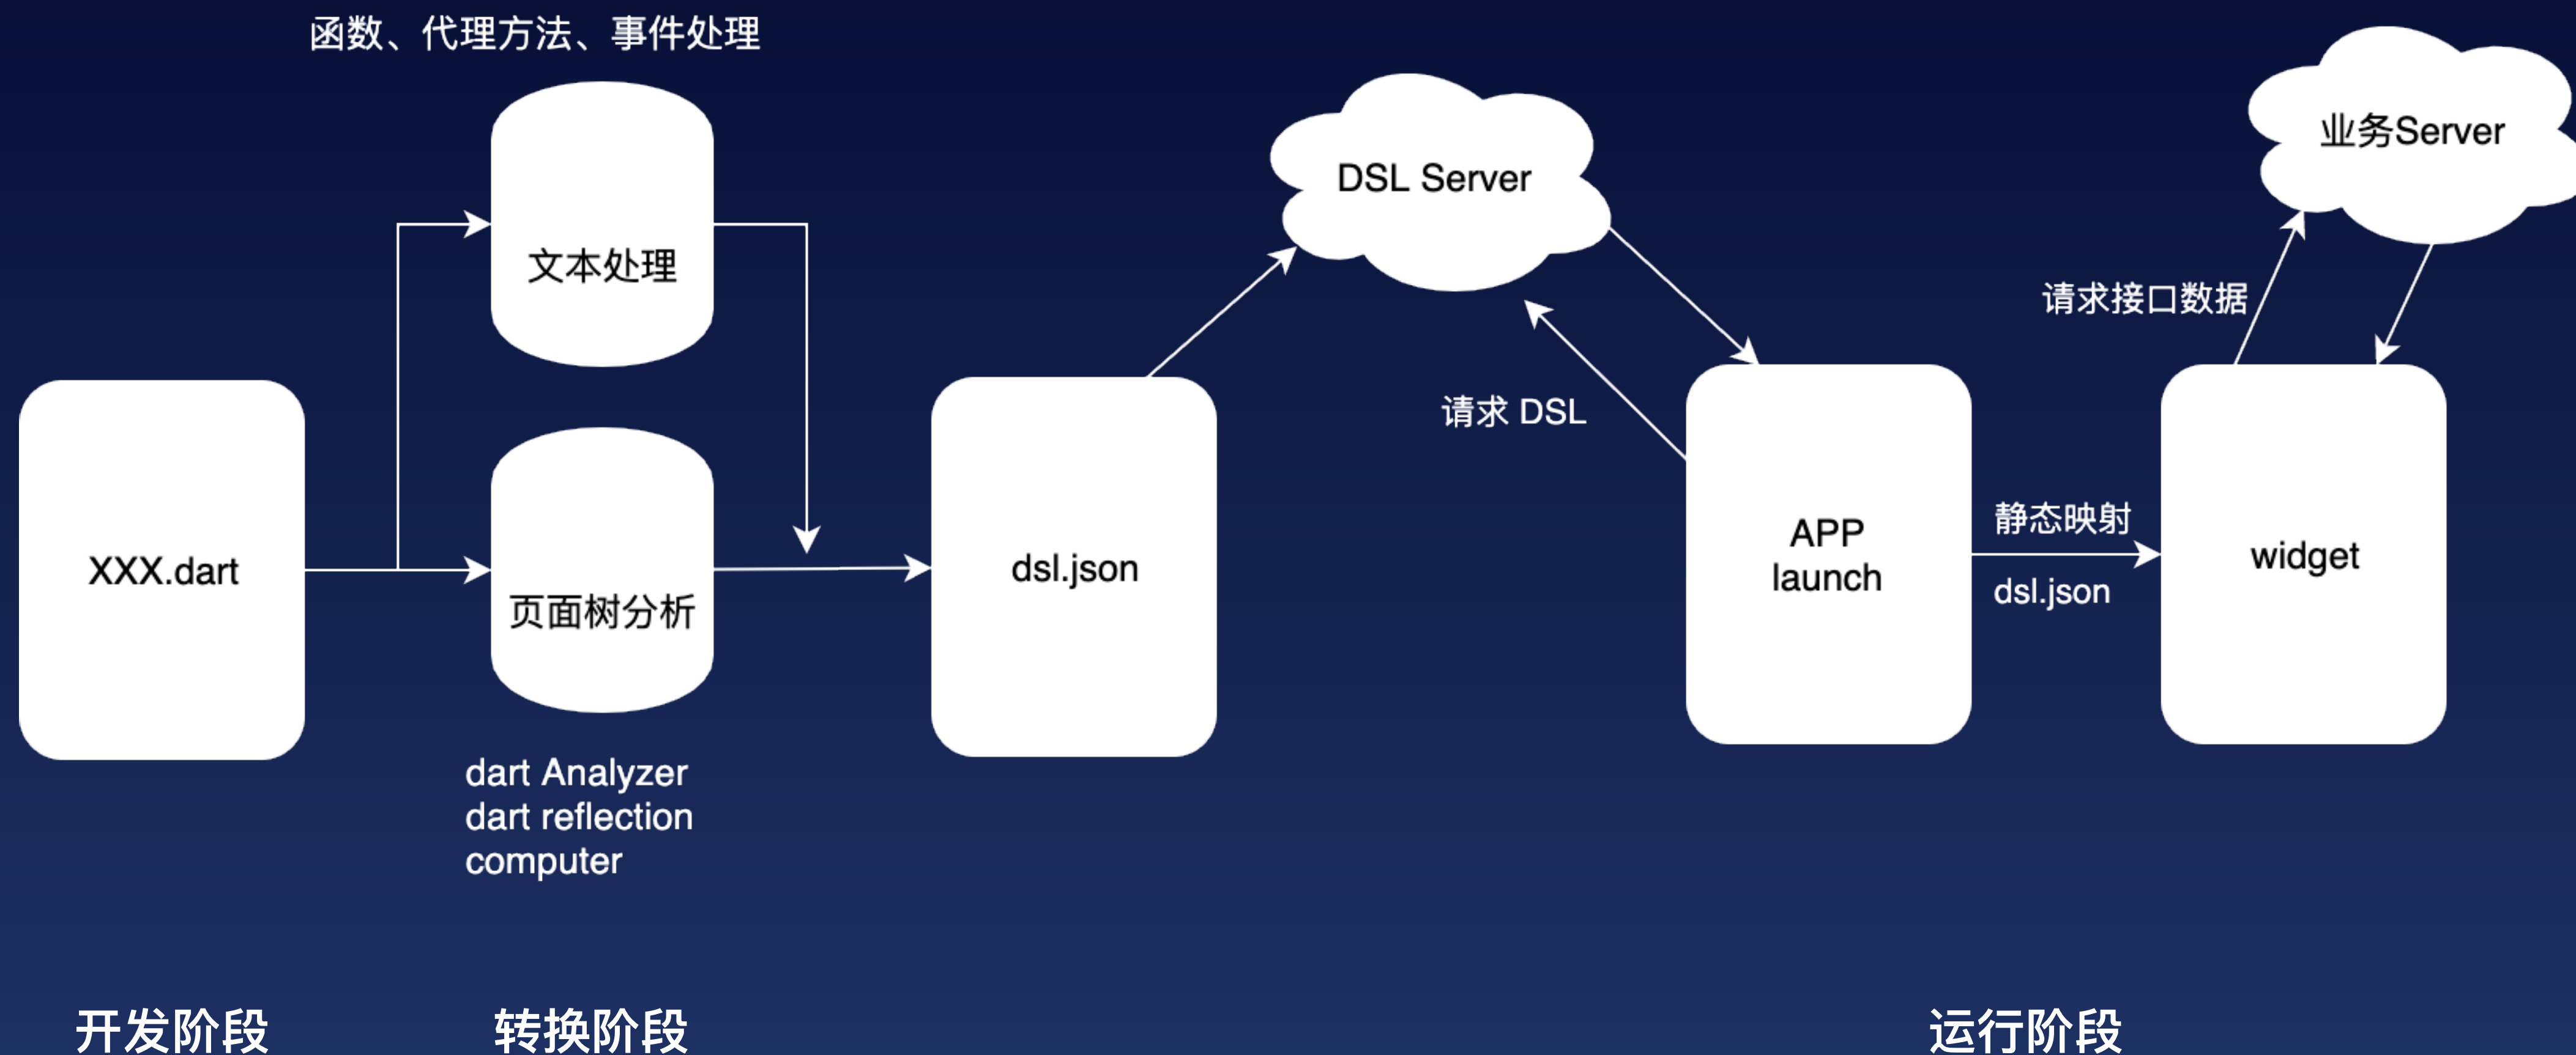 函数、代理方法、事件处理
文本处理
XXX.dart
页面树分析
dart Analyzer
dart reflection
computer
dsl.json
DSL Server
请求 DSL
APP
launch
静态映射
dsl.json
widget
请求接口数据
业务Server
开发阶段
转换阶段
运行阶段